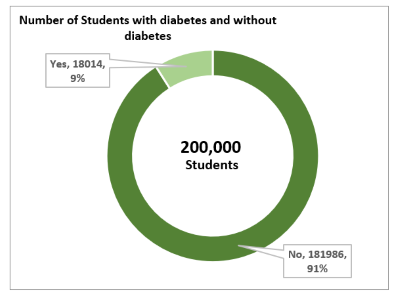 Number of Students with diabetes and without
diabetes
Yes, 18014,
9%
200,000
Students
No, 181986,
91%